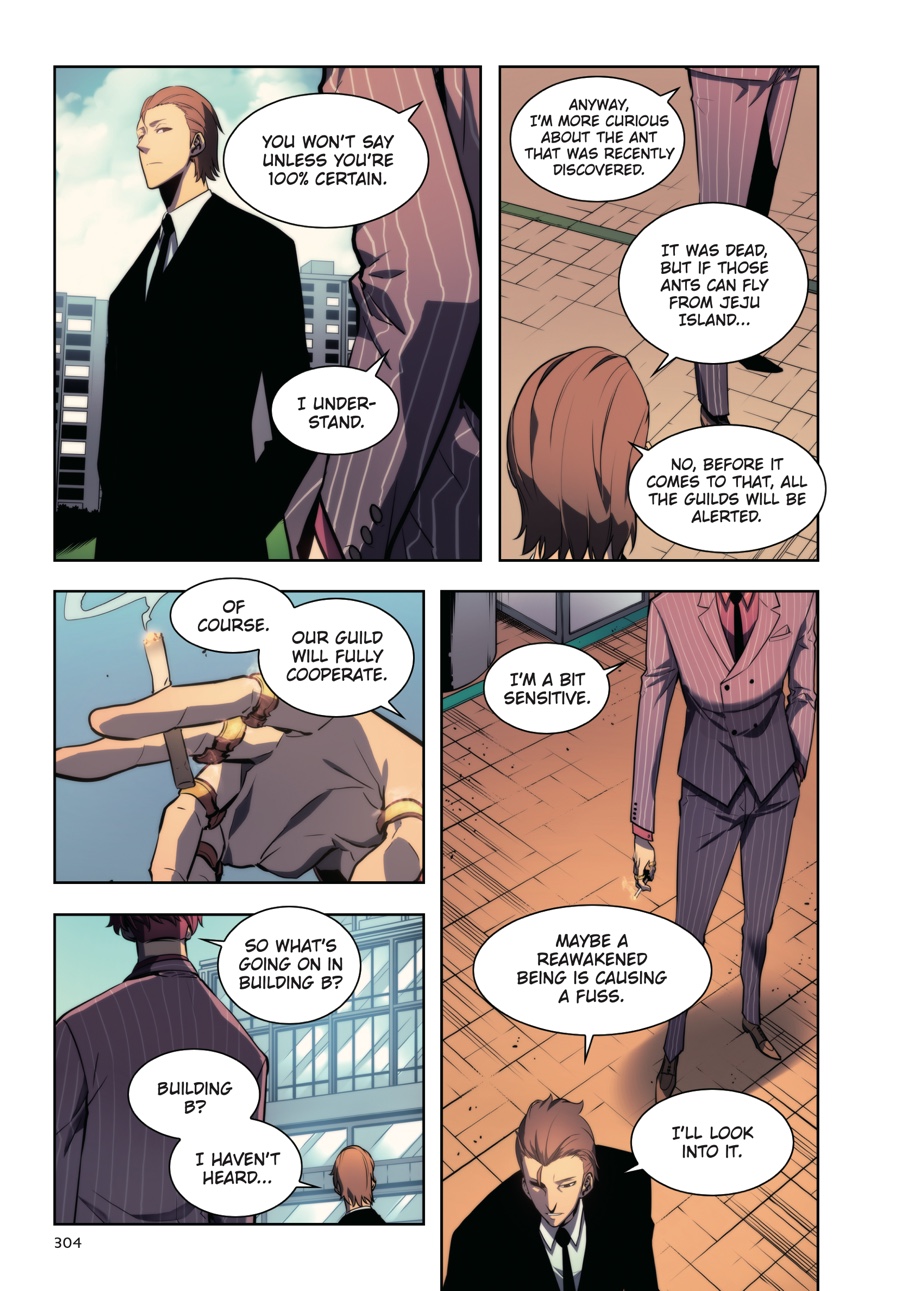 YOU WON'T SAY
UNLESS YOU'RE
100% CERTAIN.
I UNDER-
STAND.
ANYWAY,
I'M MORE CURIOUS
ABOUT THE ANT
THAT WAS RECENTLY
DISCOVERED.
IT WAS DEAD,
BUT IF THOSE
ANTS CAN FLY
FROM JEJU
ISLAND...
NO, BEFORE IT
COMES TO THAT, ALL
THE GUILDS WILL BE
ALERTED.
OF
COURSE.
OUR GUILD
WILL FULLY
COOPERATE.
SO WHAT'S
GOING ON IN
BUILDING B?
BUILDING
B?
I HAVEN'T
HEARD...
I'M A BIT
SENSITIVE.
MAYBE A
REAWAKENED
BEING IS CAUSING
A FUSS.
I'LL LOOK
INTO IT.
304